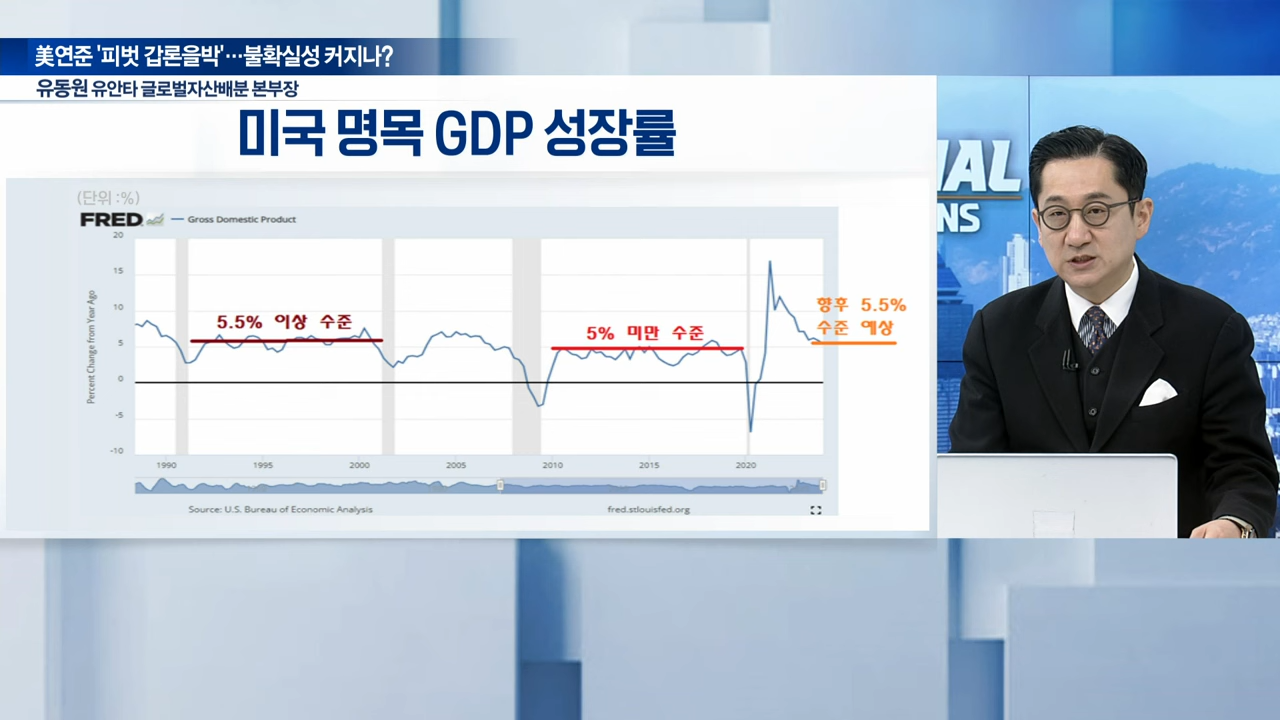 美연준 '피벗 갑론을박'…불확실성 커지나?
유동원 유안타 글로벌자산배분 본부장
미국 명목 GDP 성장률
(단위 :%)
FRED
Gross Domestic Product
Percent Change from Year Ago
20
15
10
5
0
-5
-10
5.5% 이상 수준
5% 미만 수준
향후 5.5%
수준 예상
1990 1995 2000 2005 2010 2015 2020
Source: U.S. Bureau of Economic Analysis
fred.stlouisfed.org
IAL
NS